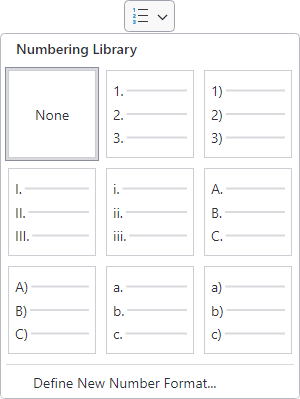 Numbering Library
None
1.
2.
3.
1)
2)
3)
I.
II.
III.
i.
ii.
iii.
A.
B.
C.
A)
B)
C)
a.
b.
c.
a)
b)
c)
Define New Number Format...